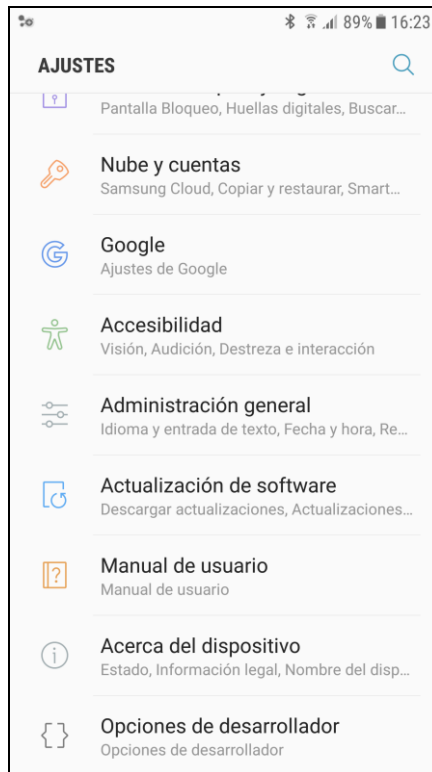 89% 16:23
AJUSTES
Pantalla Bloqueo, Huellas digitales, Buscar...
Nube y cuentas
Samsung Cloud, Copiar y restaurar, Smart...
Google
Ajustes de Google
Accesibilidad
Visión, Audición, Destreza e interacción
Administración general
Idioma y entrada de texto, Fecha y hora, Re...
Actualización de software
Descargar actualizaciones, Actualizaciones...
Manual de usuario
Manual de usuario
Acerca del dispositivo
Estado, Información legal, Nombre del disp...
Opciones de desarrollador
Opciones de desarrollador